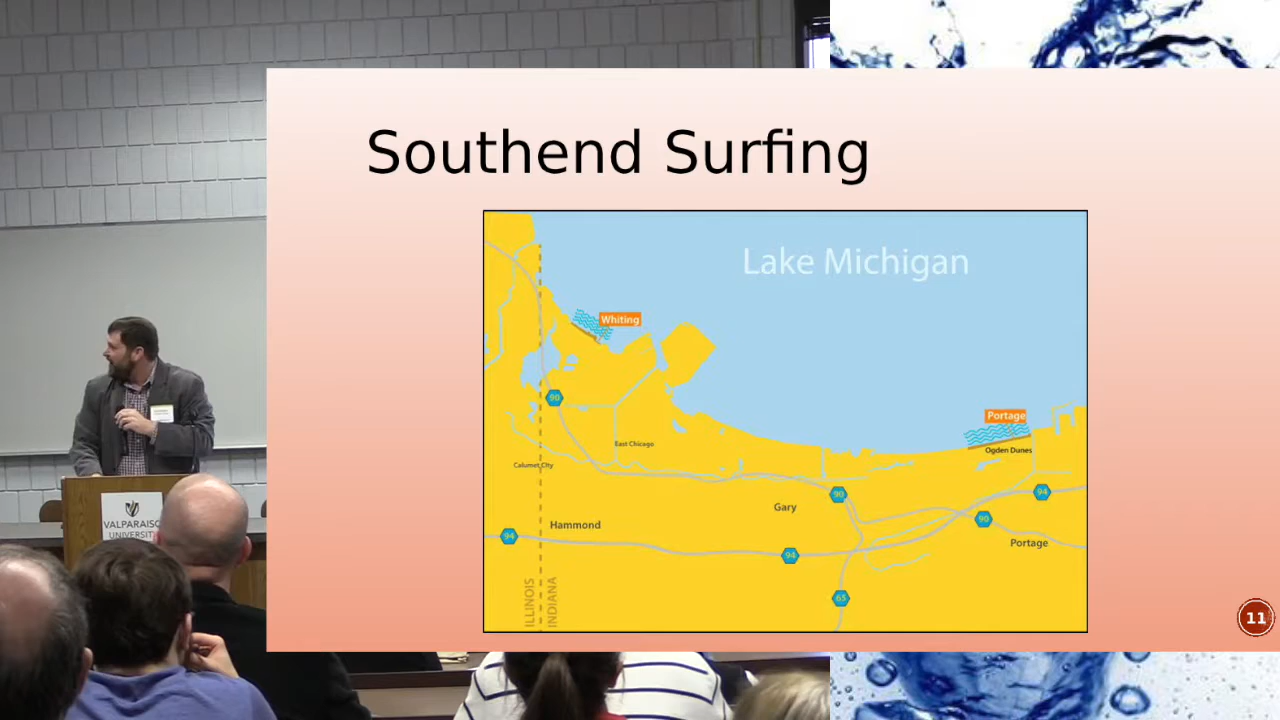 Southend Surfing
Lake Michigan
Whiting
90
East Chicago
Calumet City
Portage
Ogden Dunes
94
90
Gary
90
Hammond
94
94
Portage
65
ILLINOIS
INDIANA
11
VALPARAISO
UNIVERSIT